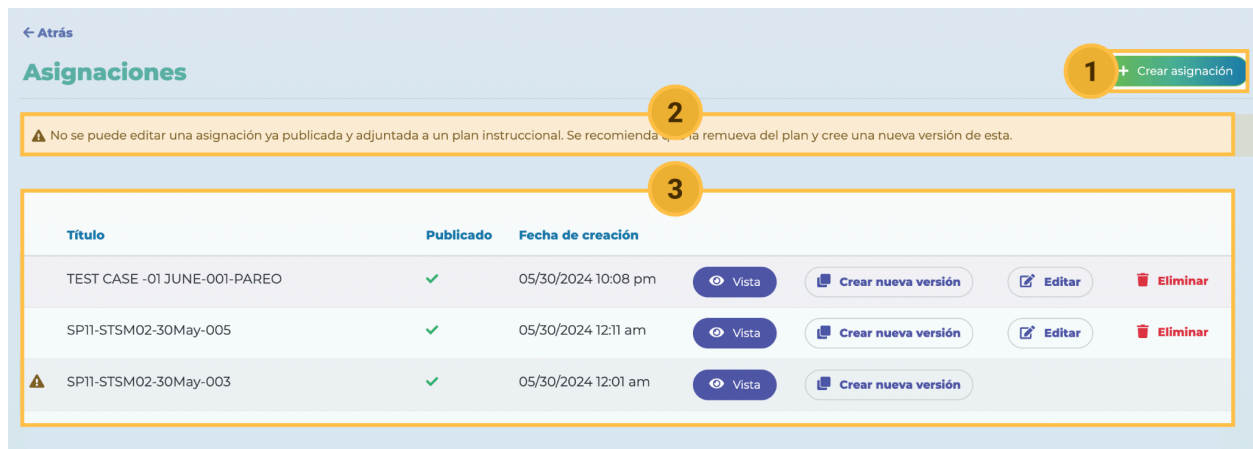 ← Atrás
Asignaciones
1
+ Crear asignación
2
No se puede editar una asignación ya publicada y adjuntada a un plan instruccional. Se recomienda la remueva del plan y cree una nueva versión de esta.
3
Título Publicado Fecha de creación
TEST CASE -01 JUNE-001-PAREO ✓ 05/30/2024 10:08 pm Vista Crear nueva versión Editar Eliminar
SP11-STSM02-30May-005 ✓ 05/30/2024 12:11 am Vista Crear nueva versión Editar Eliminar
SP11-STSM02-30May-003 ✓ 05/30/2024 12:01 am Vista Crear nueva versión